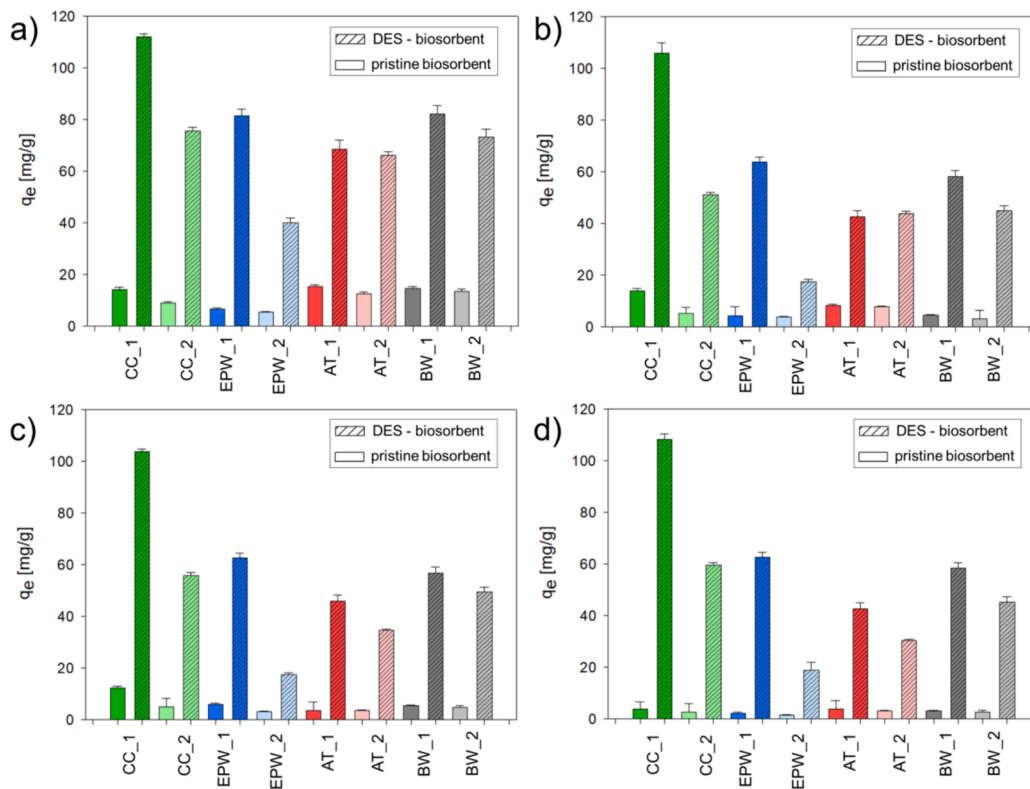 a)
120
100
80
60
40
20
0
qe [mg/g]
DES - biosorbent
pristine biosorbent
CC_1
CC_2
EPW_1
EPW_2
AT_1
AT_2
BW_1
BW_2
b)
120
100
80
60
40
20
0
qe [mg/g]
DES - biosorbent
pristine biosorbent
CC_1
CC_2
EPW_1
EPW_2
AT_1
AT_2
BW_1
BW_2
c)
120
100
80
60
40
20
0
qe [mg/g]
DES - biosorbent
pristine biosorbent
CC_1
CC_2
EPW_1
EPW_2
AT_1
AT_2
BW_1
BW_2
d)
120
100
80
60
40
20
0
qe [mg/g]
DES - biosorbent
pristine biosorbent
CC_1
CC_2
EPW_1
EPW_2
AT_1
AT_2
BW_1
BW_2